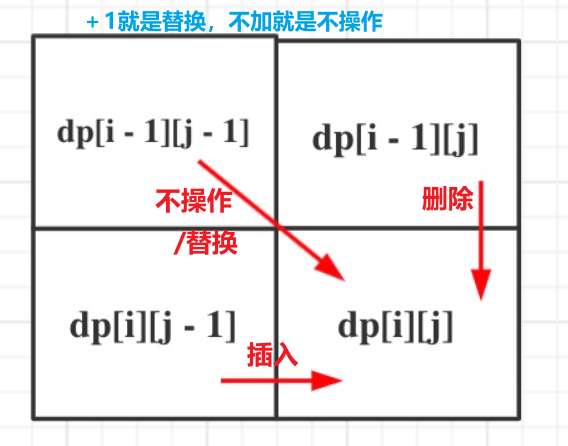 ＋1就是替换，不加就是不操作
dp[i - 1][j - 1]
dp[i - 1][j]
不操作
/替换
删除
dp[i][j - 1]
dp[i][j]
插入